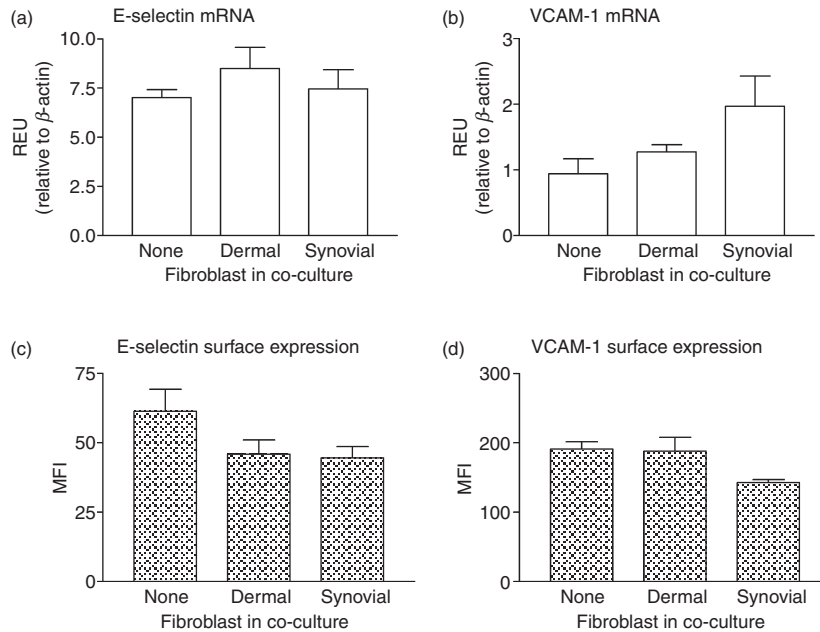 (a) E-selectin mRNA
10.0
7.5
5.0
2.5
0.0
REU
(relative to β-actin)
None Dermal Synovial
Fibroblast in co-culture
(b) VCAM-1 mRNA
3
2
1
0
REU
(relative to β-actin)
None Dermal Synovial
Fibroblast in co-culture
(c) E-selectin surface expression
75
50
25
0
MFI
None Dermal Synovial
Fibroblast in co-culture
(d) VCAM-1 surface expression
300
200
100
0
MFI
None Dermal Synovial
Fibroblast in co-culture